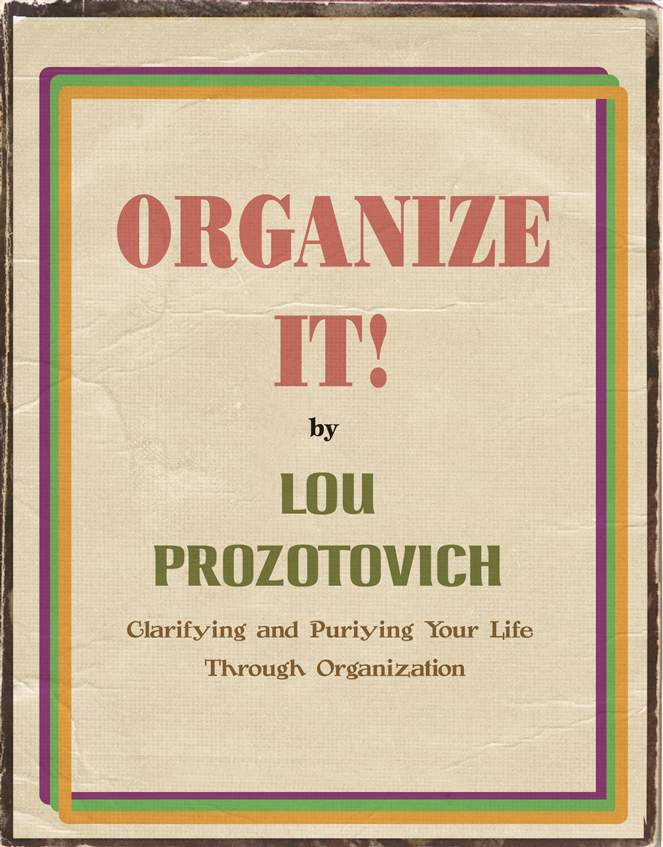 ORGANIZE
IT!
by
LOU
PROZOTOVICH
Clarifying and Puriying Your Life
Through Organization